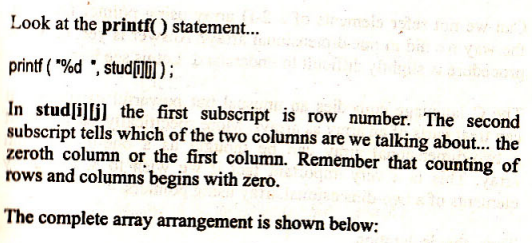 Look at the printf( ) statement...
printf ( "%d ", stud[i][j] ) ;
In stud[i][j] the first subscript is row number. The second
subscript tells which of the two columns are we talking about... the
zeroth column or the first column. Remember that counting of
rows and columns begins with zero.
The complete array arrangement is shown below: